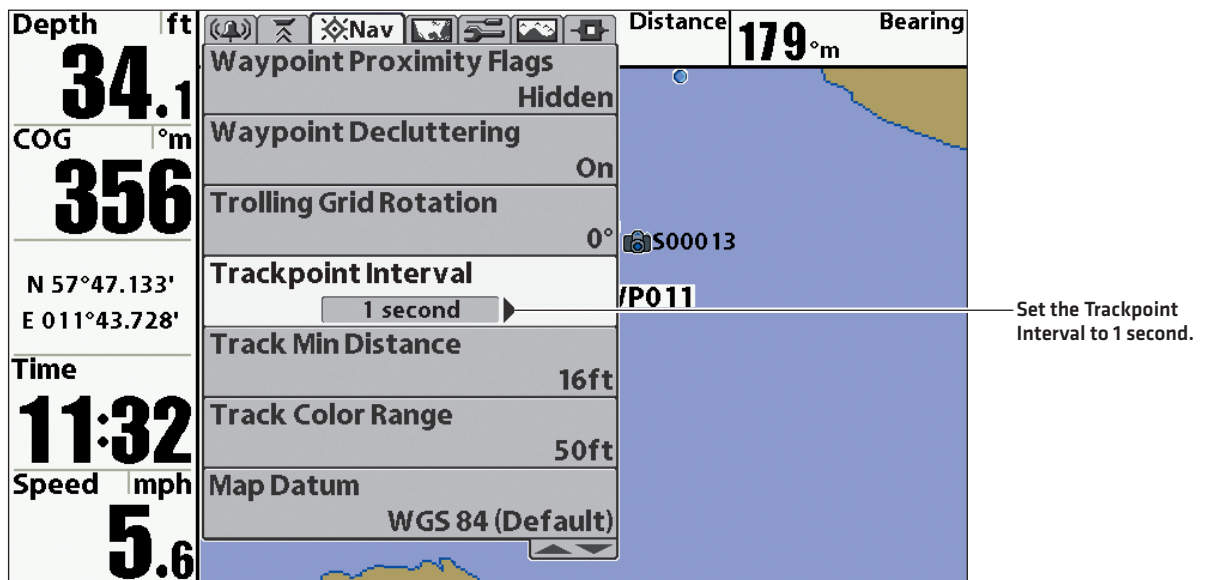 Depth ft
34.1
COG °m
356
N 57°47.133'
E 011°43.728'
Time
11:32
Speed mph
5.6
Nav
Waypoint Proximity Flags
Hidden
Waypoint Decluttering
On
Trolling Grid Rotation
0°
Trackpoint Interval
1 second
Track Min Distance
16ft
Track Color Range
50ft
Map Datum
WGS 84 (Default)
Distance
179°m
Bearing
S00013
P011
Set the Trackpoint
Interval to 1 second.